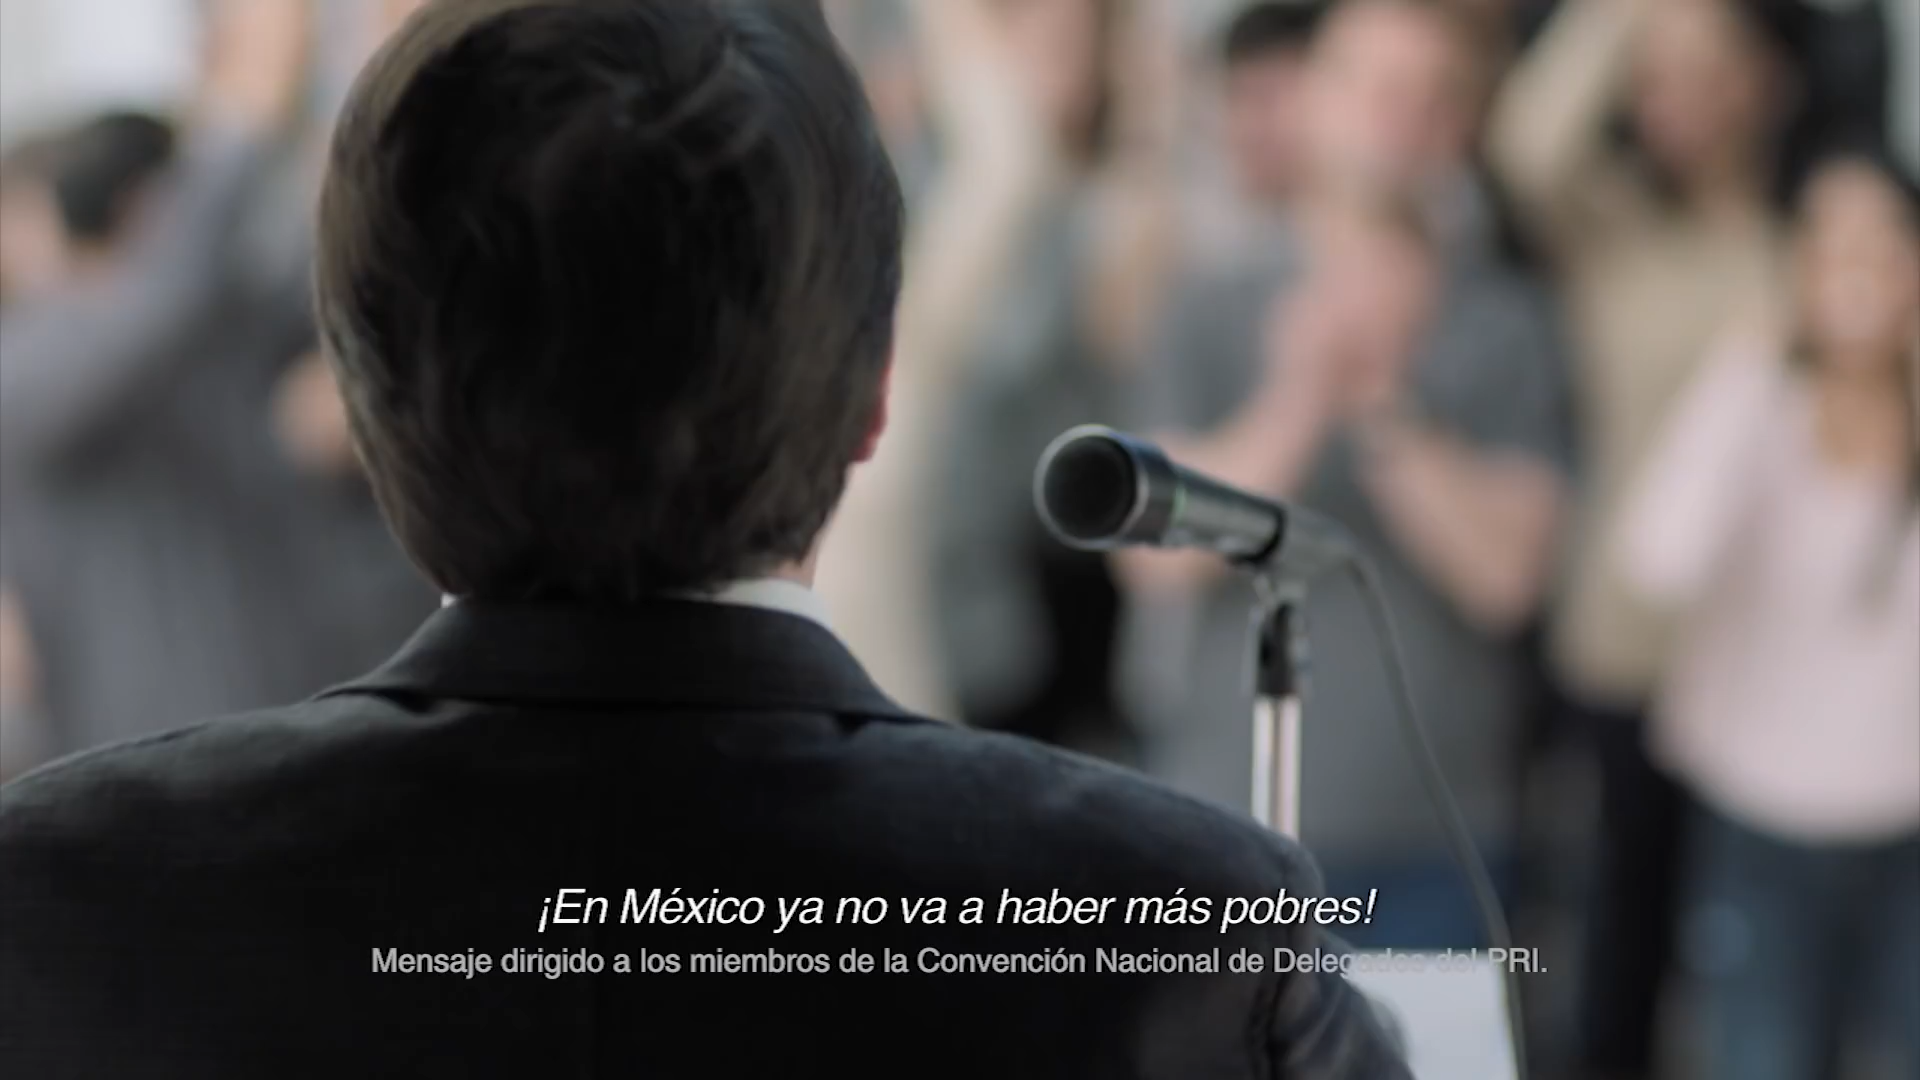 ¡En México ya no va a haber más pobres!
Mensaje dirigido a los miembros de la Convención Nacional de Delegados del PRI.